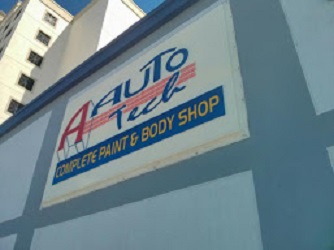 A AUTO
Tech
COMPLETE PAINT & BODY SHOP